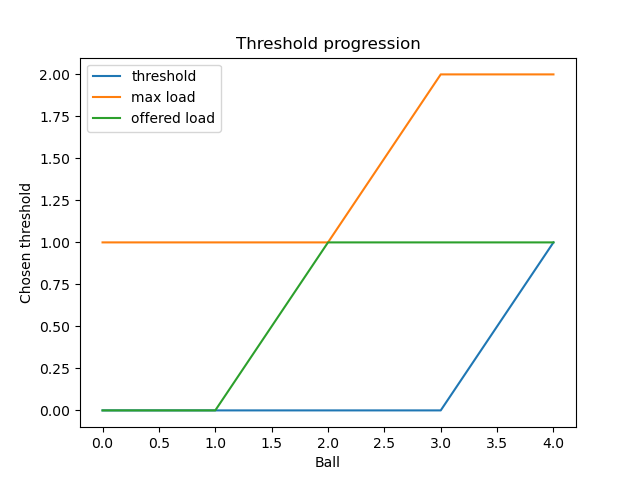 Threshold progression
threshold
max load
offered load
Chosen threshold
2.00
1.75
1.50
1.25
1.00
0.75
0.50
0.25
0.00
0.0 0.5 1.0 1.5 2.0 2.5 3.0 3.5 4.0
Ball